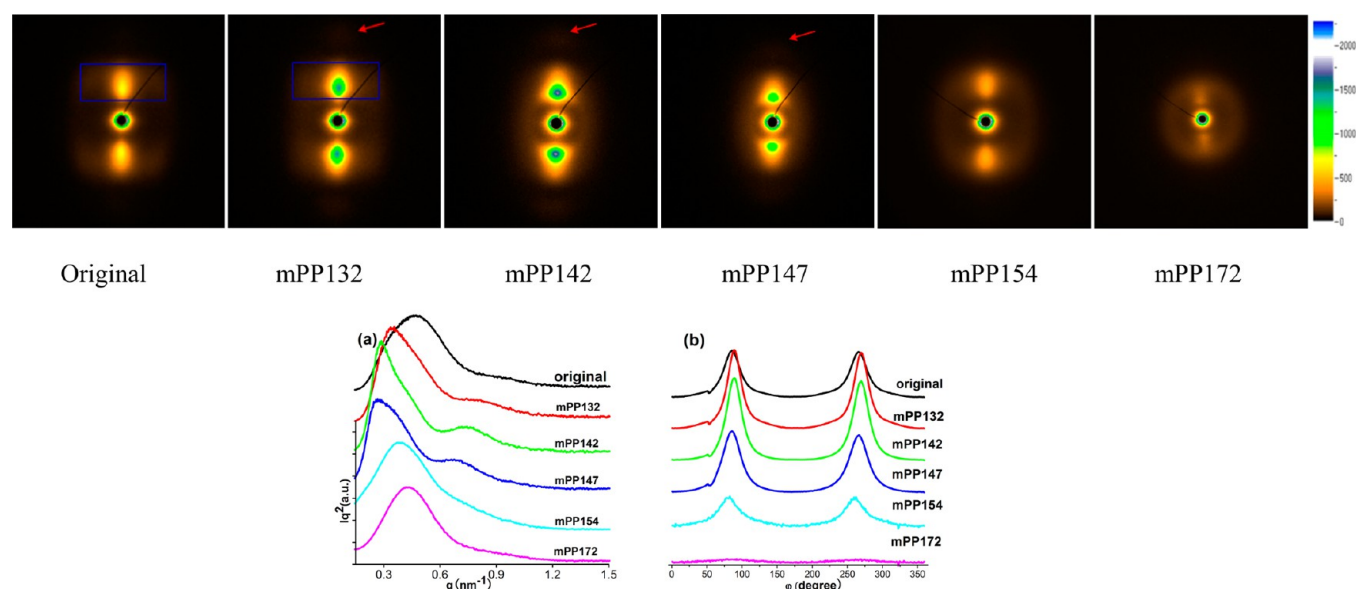 2000
1500
1000
500
0
Original mPP132 mPP142 mPP147 mPP154 mPP172
(a)
original
mPP132
mPP142
mPP147
mPP154
mPP172
Iq²(a.u.)
0.3 0.6 0.9 1.2 1.5
q(nm⁻¹)
(b)
original
mPP132
mPP142
mPP147
mPP154
mPP172
0 50 100 150 200 250 300 350
φ(degree)